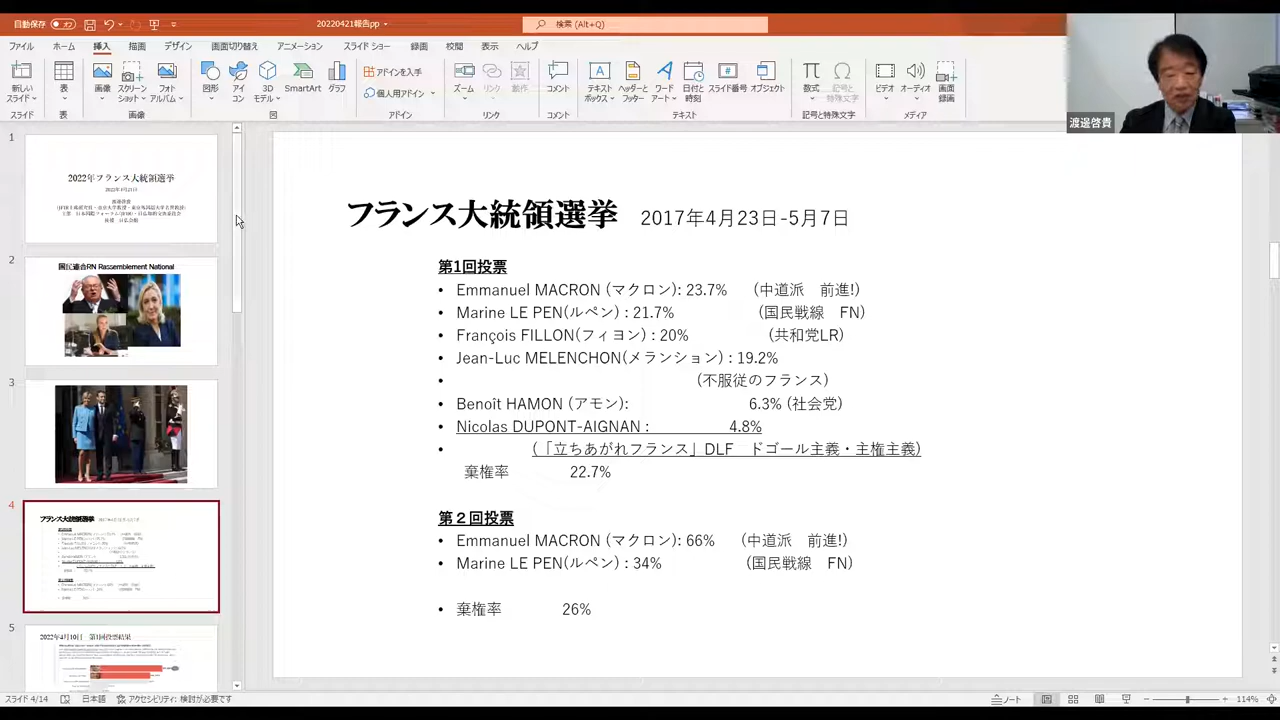 自動保存 オフ 20220421報告pp 検索 (Alt+Q)
ファイル ホーム 挿入 描画 デザイン 画面切り替え アニメーション スライド ショー 録画 校閲 表示 ヘルプ
新しい スライド 表 画像 スクリーン ショット フォト アルバム 図形 アイコン 3D モデル SmartArt グラフ アドインを入手 個人用アドイン ズーム リンク 動作 コメント テキスト ボックス ヘッダーと フッター ワード アート 日付と 時刻 スライド番号 オブジェクト 数式 記号と 特殊文字 ビデオ オーディオ 画面 録画
スライド 表 画像 図 アドイン リンク コメント テキスト 記号と特殊文字 メディア
渡邊啓貴
1
2022年フランス大統領選挙
2
国民連合RN Rassemblement National
3
4
5
2022年4月10日 第1回投票結果
フランス大統領選挙 2017年4月23日-5月7日
第1回投票
• Emmanuel MACRON (マクロン): 23.7% (中道派 前進!)
• Marine LE PEN(ルペン) : 21.7% (国民戦線 FN)
• François FILLON(フィヨン) : 20% (共和党LR)
• Jean-Luc MELENCHON(メランション) : 19.2%
• (不服従のフランス)
• Benoît HAMON (アモン): 6.3% (社会党)
• Nicolas DUPONT-AIGNAN : 4.8%
• (「立ちあがれフランス」DLF ドゴール主義・主権主義)
棄権率 22.7%
第２回投票
• Emmanuel MACRON (マクロン): 66% (中道派 前進!)
• Marine LE PEN(ルペン) : 34% (国民戦線 FN)
• 棄権率 26%
スライド 4/14 日本語 アクセシビリティ: 検討が必要です ノート 114%